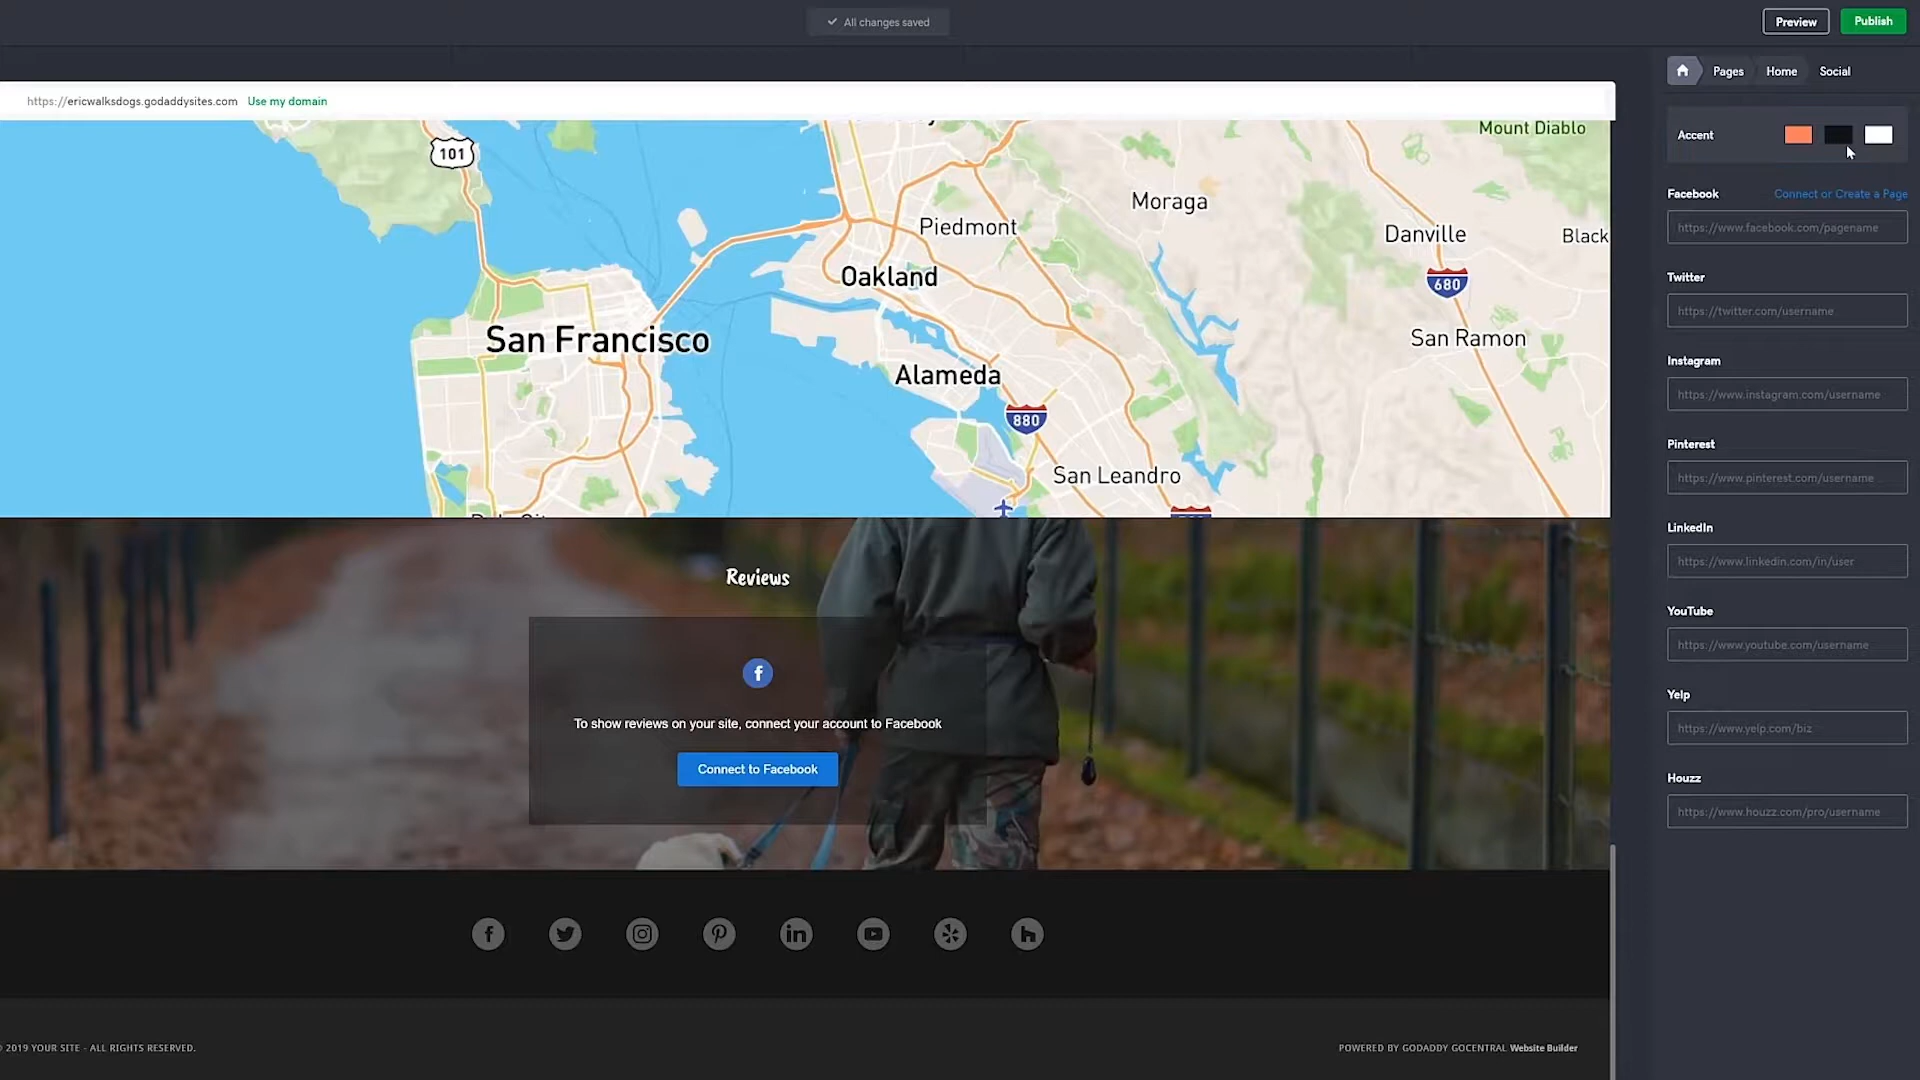 All changes saved
Preview
Publish
Pages
Home
Social
https://ericwalksdogs.godaddysites.com Use my domain
Accent
Mount Diablo
101
Moraga
Piedmont
Danville
Black
Oakland
680
San Francisco
San Ramon
Alameda
880
San Leandro
Facebook
Connect or Create a Page
https://www.facebook.com/pagename
Twitter
https://twitter.com/username
Instagram
https://www.instagram.com/username
Pinterest
https://www.pinterest.com/username
LinkedIn
https://www.linkedin.com/in/user
YouTube
https://www.youtube.com/username
Yelp
https://www.yelp.com/biz
Houzz
https://www.houzz.com/pro/username
Reviews
To show reviews on your site, connect your account to Facebook
Connect to Facebook
© 2019 YOUR SITE - ALL RIGHTS RESERVED.
POWERED BY GODADDY GOCENTRAL Website Builder